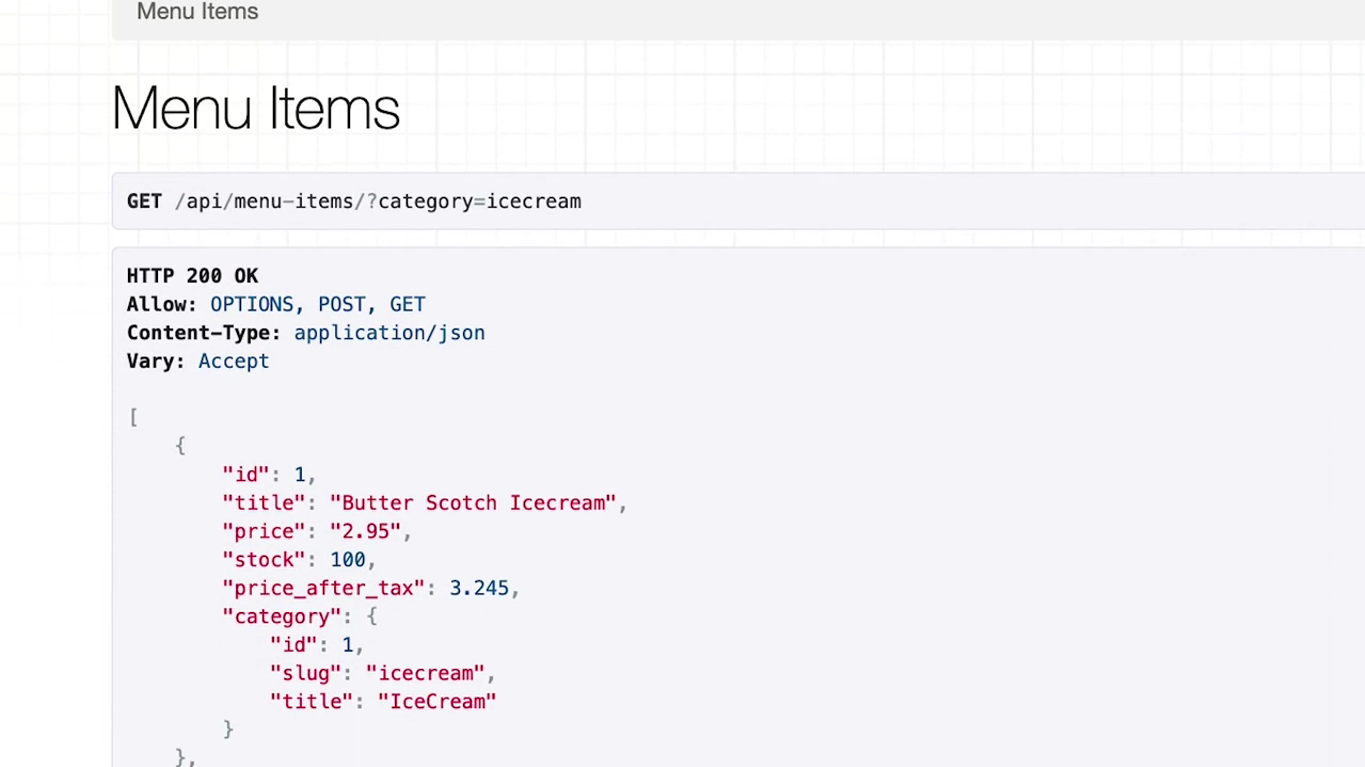 Menu Items
Menu Items
GET /api/menu-items/?category=icecream
HTTP 200 OK
Allow: OPTIONS, POST, GET
Content-Type: application/json
Vary: Accept
[
    {
        "id": 1,
        "title": "Butter Scotch Icecream",
        "price": "2.95",
        "stock": 100,
        "price_after_tax": 3.245,
        "category": {
            "id": 1,
            "slug": "icecream",
            "title": "IceCream"
        }
    },